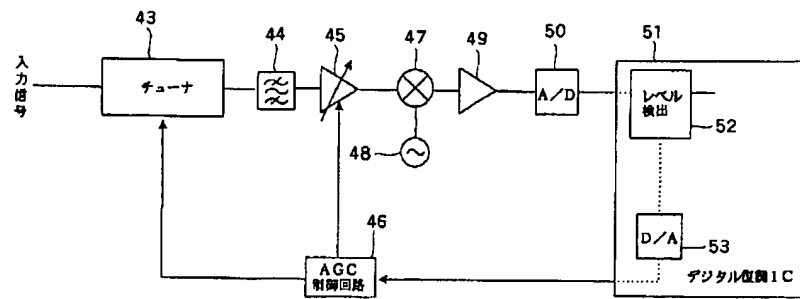 43
44
45
47
49
50
51
入力信号
チューナ
A/D
レベル
検出
52
48
46
D/A
53
AGC
制御回路
デジタル復調IC